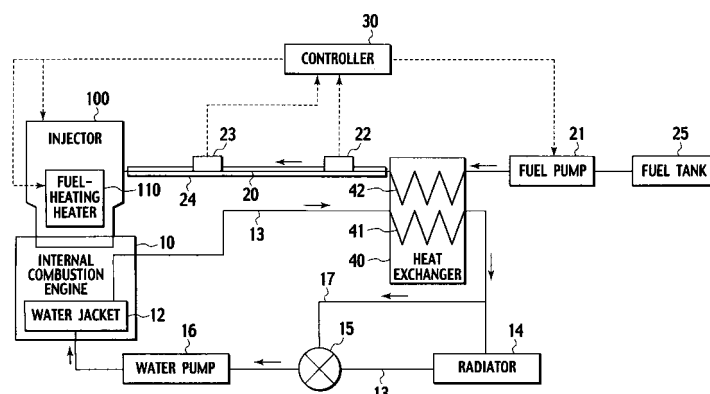 30
CONTROLLER
100
INJECTOR
23
22
21
25
FUEL PUMP
FUEL TANK
FUEL-
HEATING
HEATER
110
24
20
42
13
10
41
INTERNAL
COMBUSTION
ENGINE
40
HEAT
EXCHANGER
WATER JACKET
12
17
16
15
14
WATER PUMP
RADIATOR
13